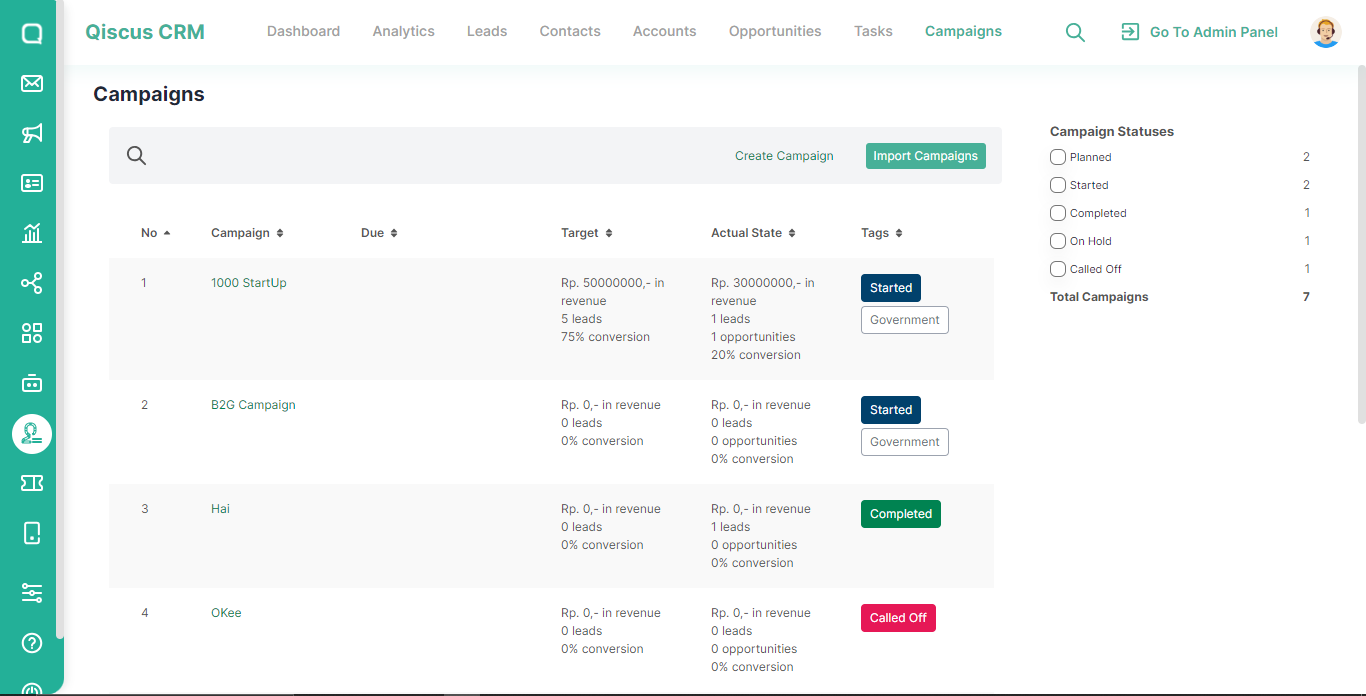 Qiscus CRM
Dashboard Analytics Leads Contacts Accounts Opportunities Tasks Campaigns
Go To Admin Panel
Campaigns
Create Campaign Import Campaigns
No Campaign Due Target Actual State Tags
1 1000 StartUp
Rp. 50000000,- in
revenue
5 leads
75% conversion
Rp. 30000000,- in
revenue
1 leads
1 opportunities
20% conversion
Started
Government
2 B2G Campaign
Rp. 0,- in revenue
0 leads
0% conversion
Rp. 0,- in revenue
0 leads
0 opportunities
0% conversion
Started
Government
3 Hai
Rp. 0,- in revenue
0 leads
0% conversion
Rp. 0,- in revenue
1 leads
0 opportunities
0% conversion
Completed
4 OKee
Rp. 0,- in revenue
0 leads
0% conversion
Rp. 0,- in revenue
0 leads
0 opportunities
0% conversion
Called Off
Campaign Statuses
Planned 2
Started 2
Completed 1
On Hold 1
Called Off 1
Total Campaigns 7